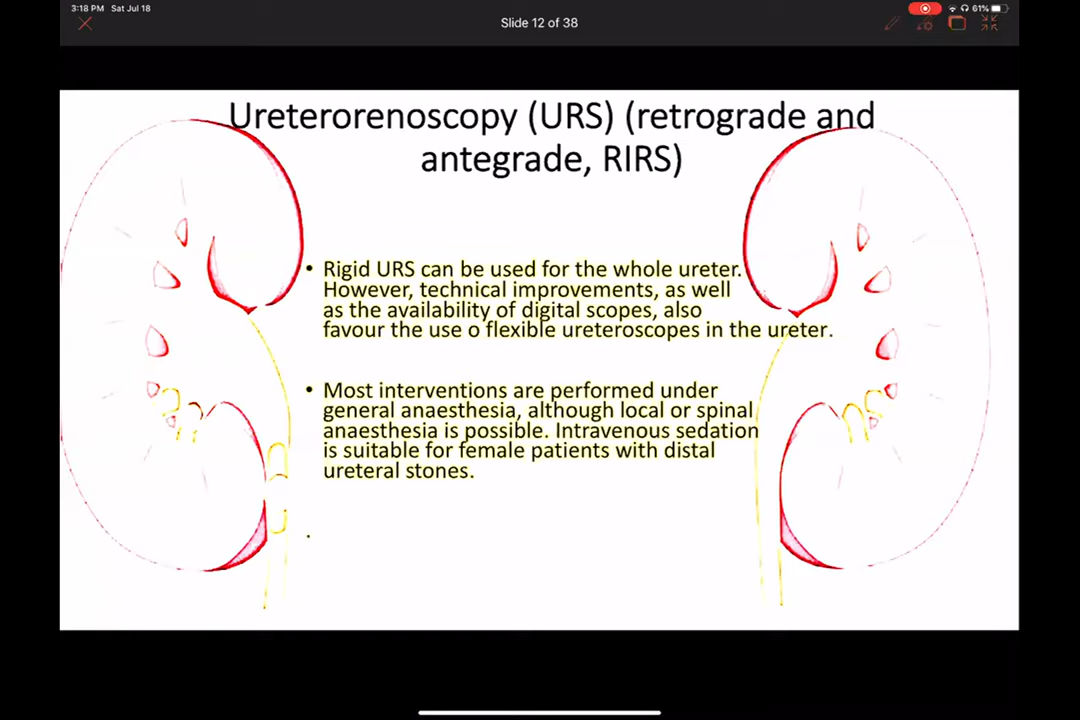 3:18 PM Sat Jul 18
61%
Slide 12 of 38
Ureterorenoscopy (URS) (retrograde and
antegrade, RIRS)
• Rigid URS can be used for the whole ureter.
However, technical improvements, as well
as the availability of digital scopes, also
favour the use o flexible ureteroscopes in the ureter.
• Most interventions are performed under
general anaesthesia, although local or spinal
anaesthesia is possible. Intravenous sedation
is suitable for female patients with distal
ureteral stones.